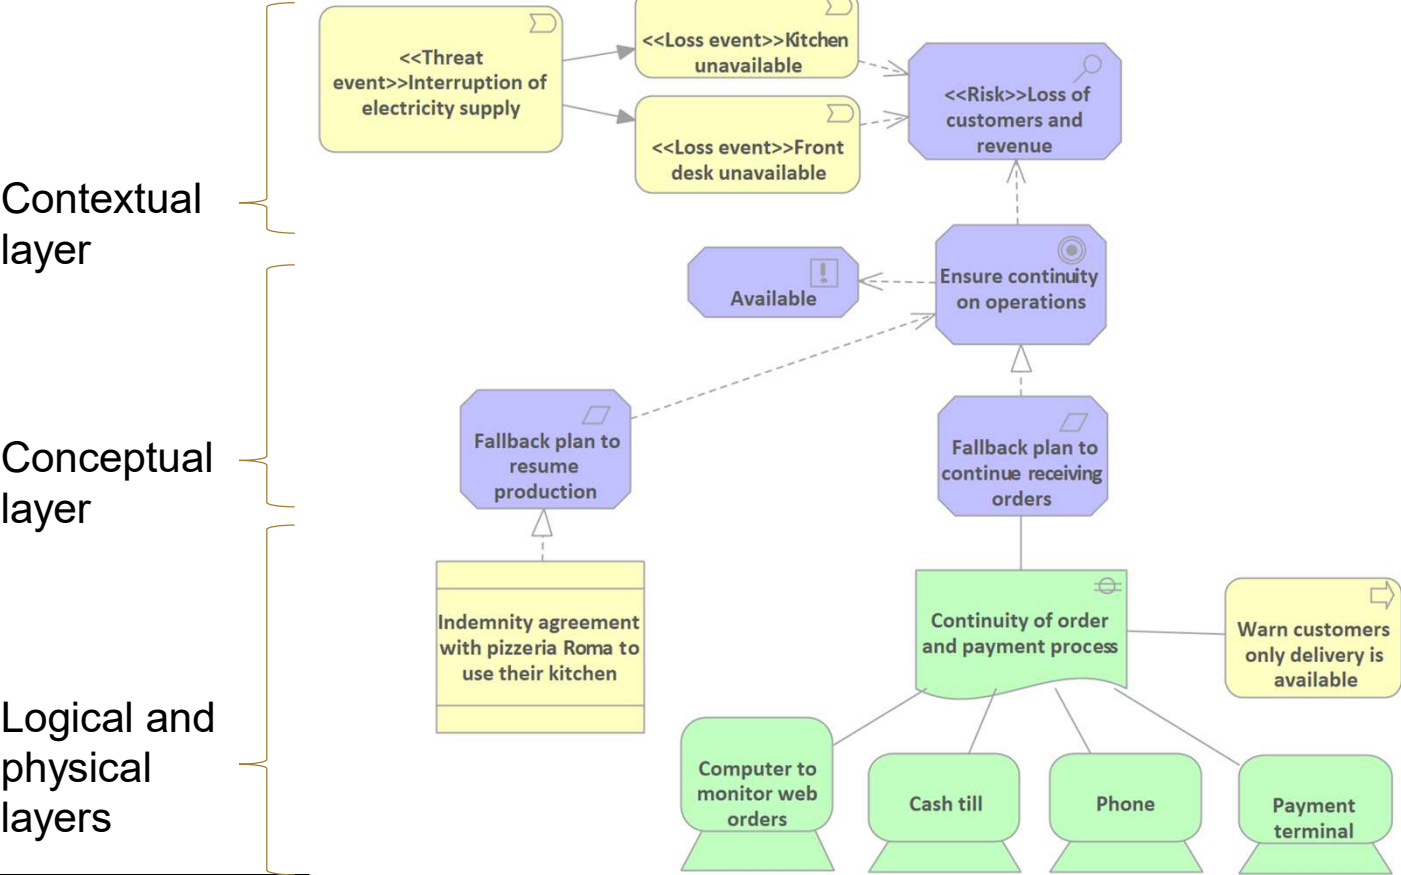 <<Threat
event>>Interruption of
electricity supply
<<Loss event>>Kitchen
unavailable
<<Loss event>>Front
desk unavailable
<<Risk>>Loss of
customers and
revenue
Contextual
layer
Available
Ensure continuity
on operations
Conceptual
layer
Fallback plan to
resume
production
Fallback plan to
continue receiving
orders
Logical and
physical
layers
Indemnity agreement
with pizzeria Roma to
use their kitchen
Continuity of order
and payment process
Warn customers
only delivery is
available
Computer to
monitor web
orders
Cash till
Phone
Payment
terminal